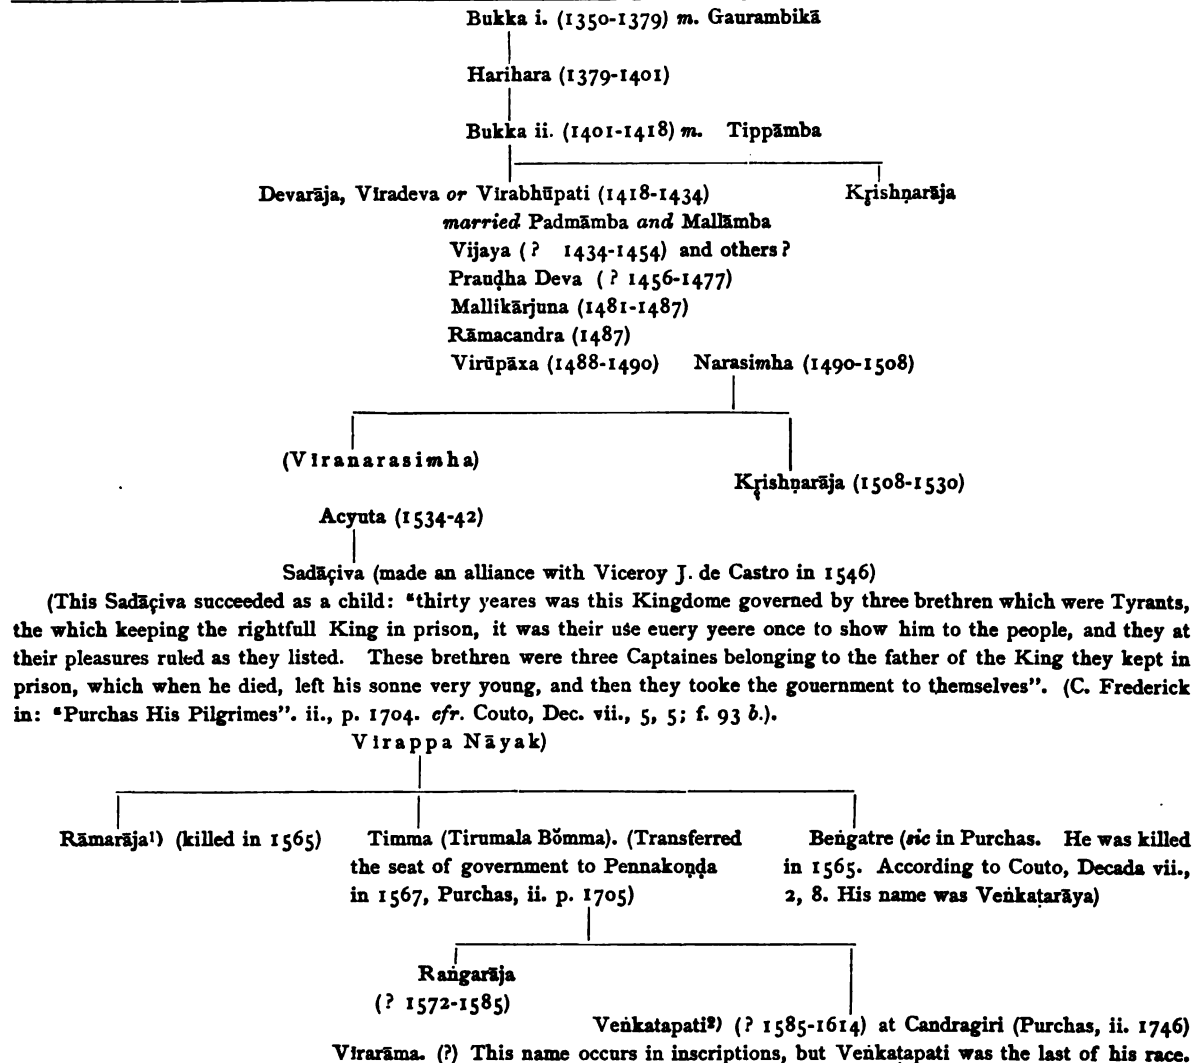 Bukka i. (1350-1379) m. Gaurambikā
Harihara (1379-1401)
Bukka ii. (1401-1418) m. Tippāmba
Devarāja, Vīradeva or Vīrabhūpati (1418-1434) Kṛishṇarāja
married Padmāmba and Mallāmba
Vijaya (? 1434-1454) and others?
Prauḍha Deva (? 1456-1477)
Mallikārjuna (1481-1487)
Rāmacandra (1487)
Virūpāxa (1488-1490) Narasimha (1490-1508)
(Vīranarasimha)
Kṛishṇarāja (1508-1530)
Acyuta (1534-42)
Sadāçiva (made an alliance with Viceroy J. de Castro in 1546)
(This Sadāçiva succeeded as a child: “thirty yeares was this Kingdome governed by three brethren which were Tyrants,
the which keeping the rightfull King in prison, it was their use euery yeere once to show him to the people, and they at
their pleasures ruled as they listed. These brethren were three Captaines belonging to the father of the King they kept in
prison, which when he died, left his sonne very young, and then they tooke the gouernment to themselves”. (C. Frederick
in: “Purchas His Pilgrimes”. ii., p. 1704. cfr. Couto, Dec. vii., 5, 5; f. 93 b.).
Vīrappa Nāyak)
Rāmarāja¹) (killed in 1565) Timma (Tirumala Bŏmma). (Transferred Beṅgatre (sic in Purchas. He was killed
the seat of government to Pennakoṇḍa in 1565. According to Couto, Decada vii.,
in 1567, Purchas, ii. p. 1705) 2, 8. His name was Veṅkaṭarāya)
Raṅgarāja
(? 1572-1585)
Veṅkatapati²) (? 1585-1614) at Candragiri (Purchas, ii. 1746)
Vīrarāma. (?) This name occurs in inscriptions, but Veṅkaṭapati was the last of his race.